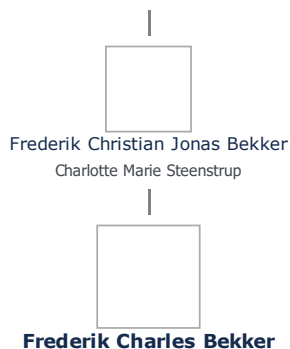 Frederik Christian Jonas Bekker
Charlotte Marie Steenstrup
Frederik Charles Bekker